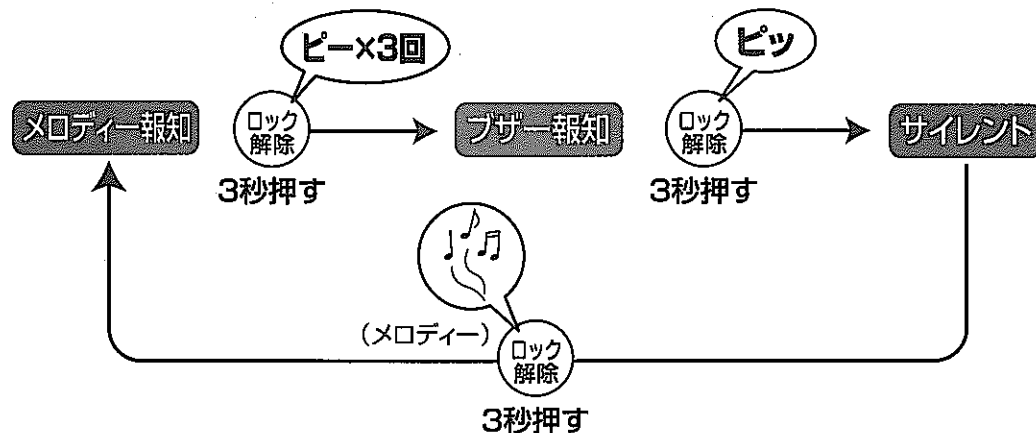 ピー×3回
ピッ
メロディー報知
ロック
解除
ブザー報知
ロック
解除
サイレント
3秒押す
3秒押す
(メロディー)
ロック
解除
3秒押す